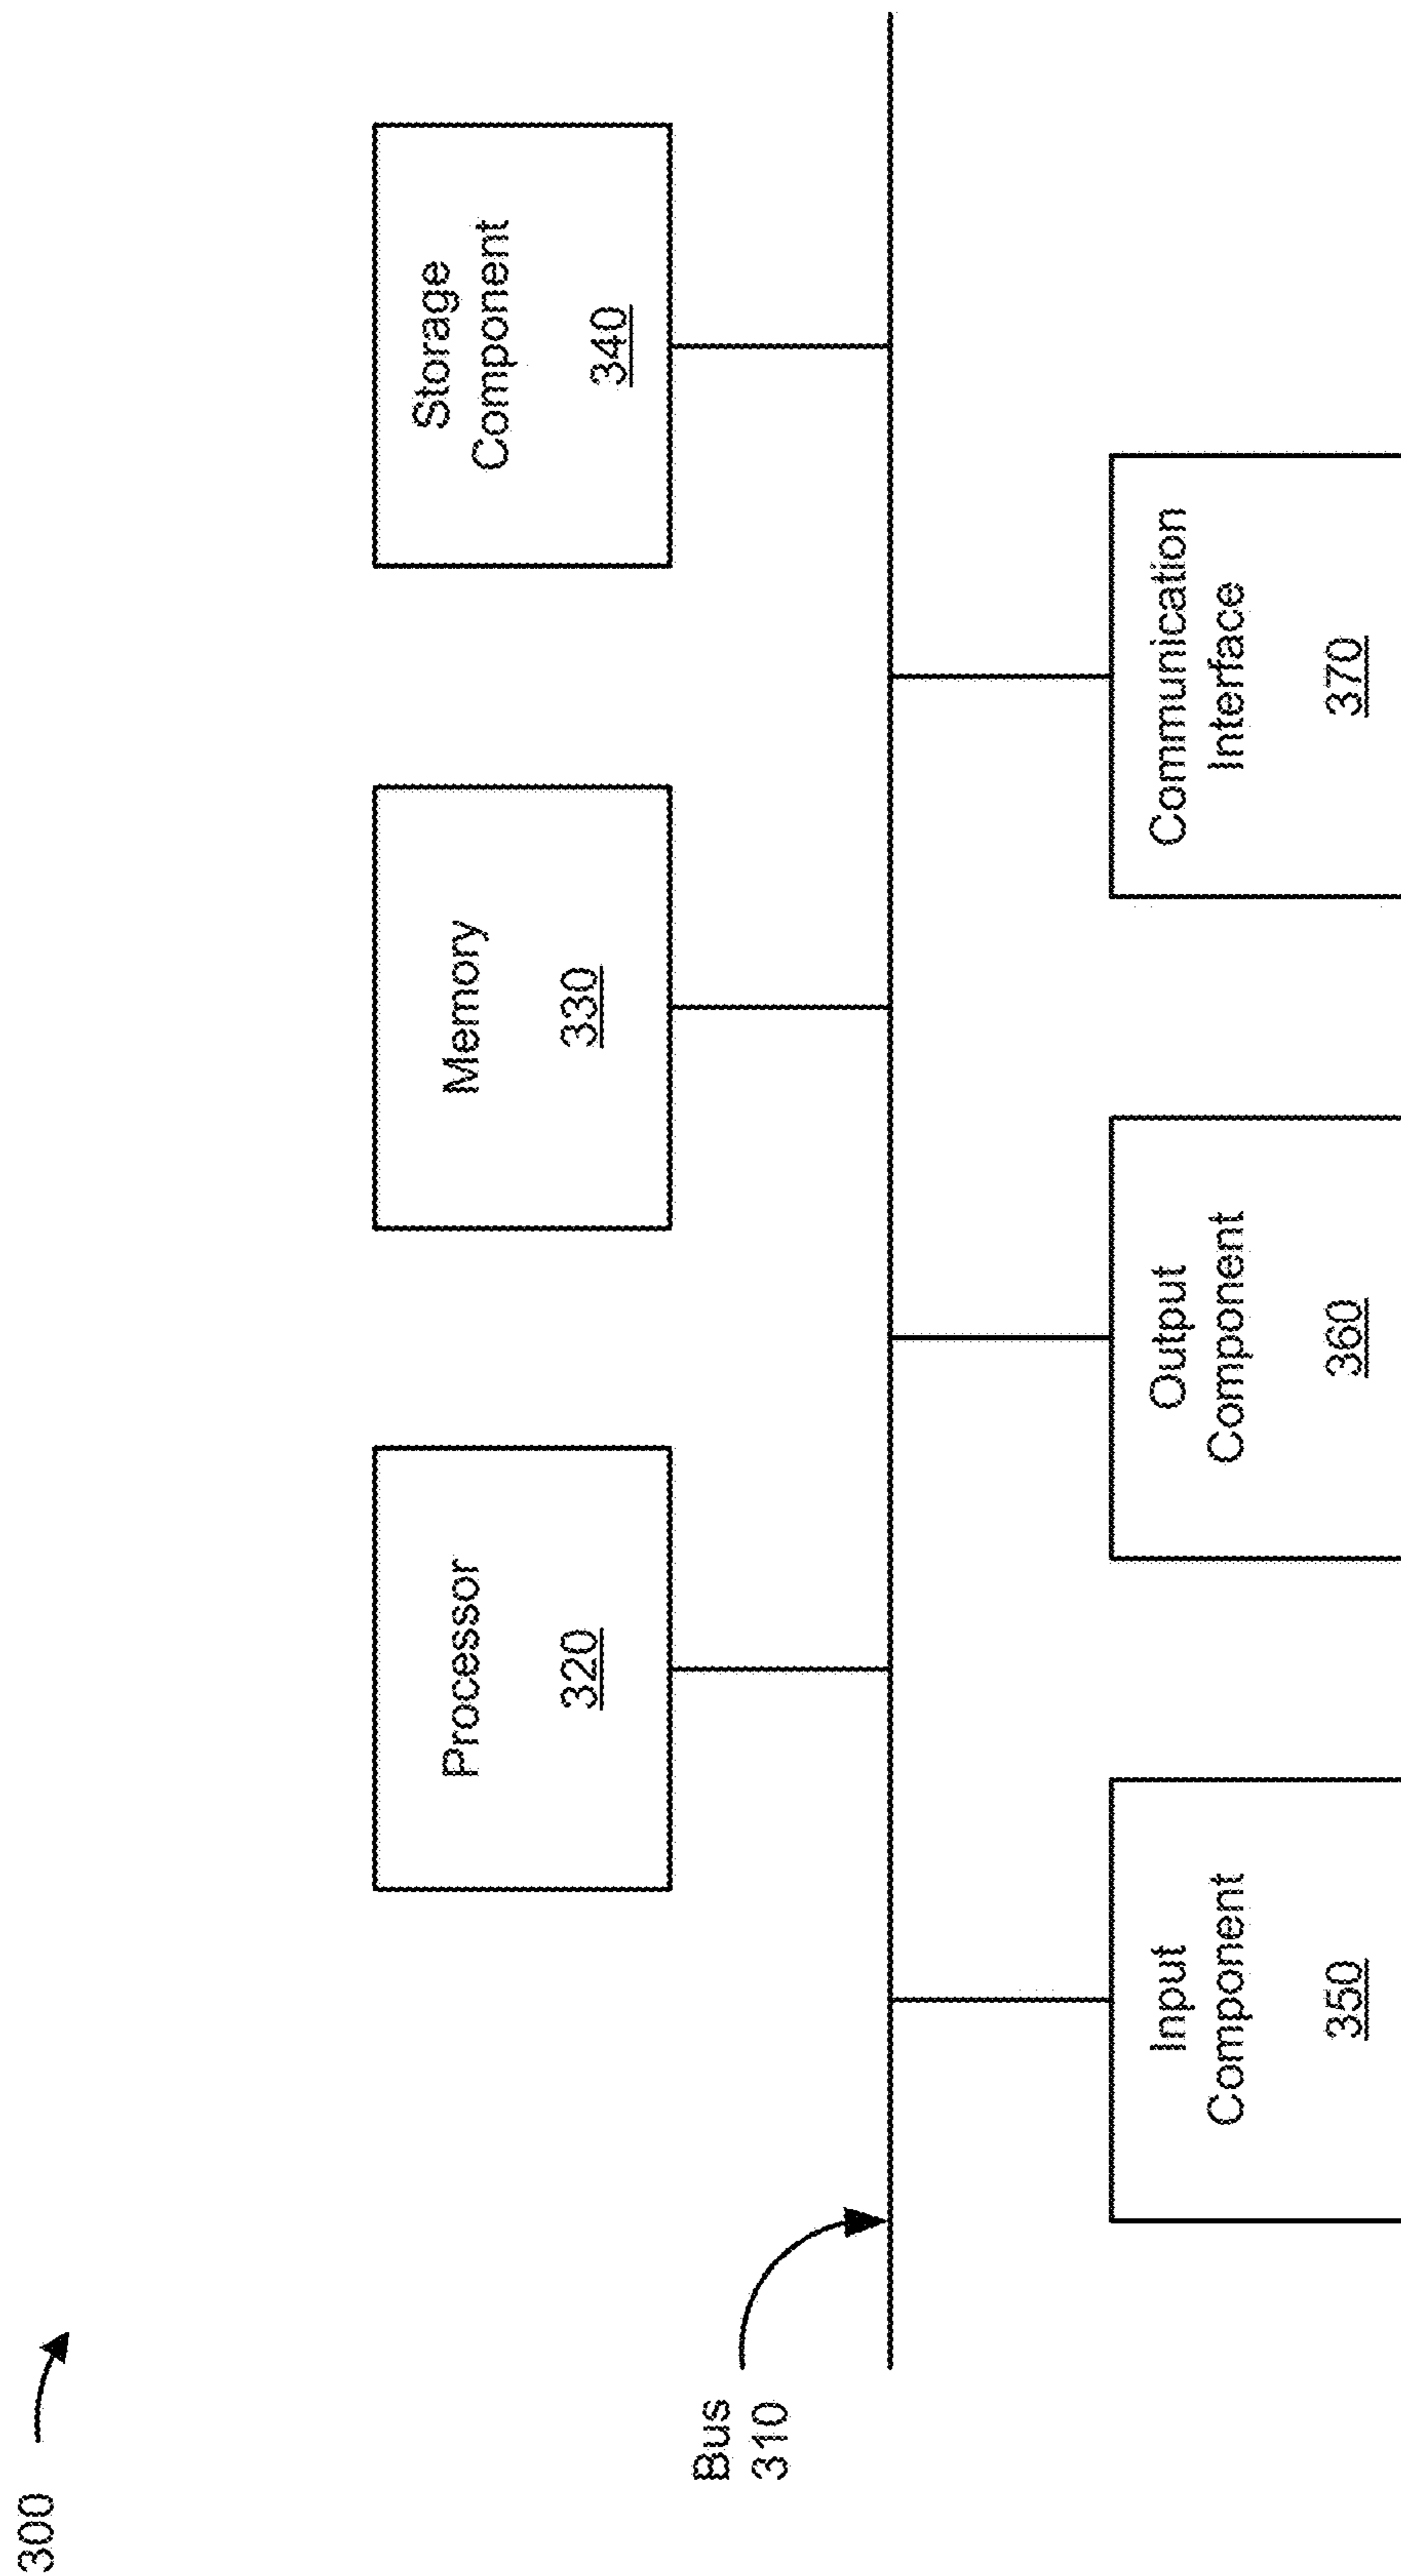 300
Processor
320
Memory
330
Storage
Component
340
Bus
310
Input
Component
350
Output
Component
360
Communication
Interface
370